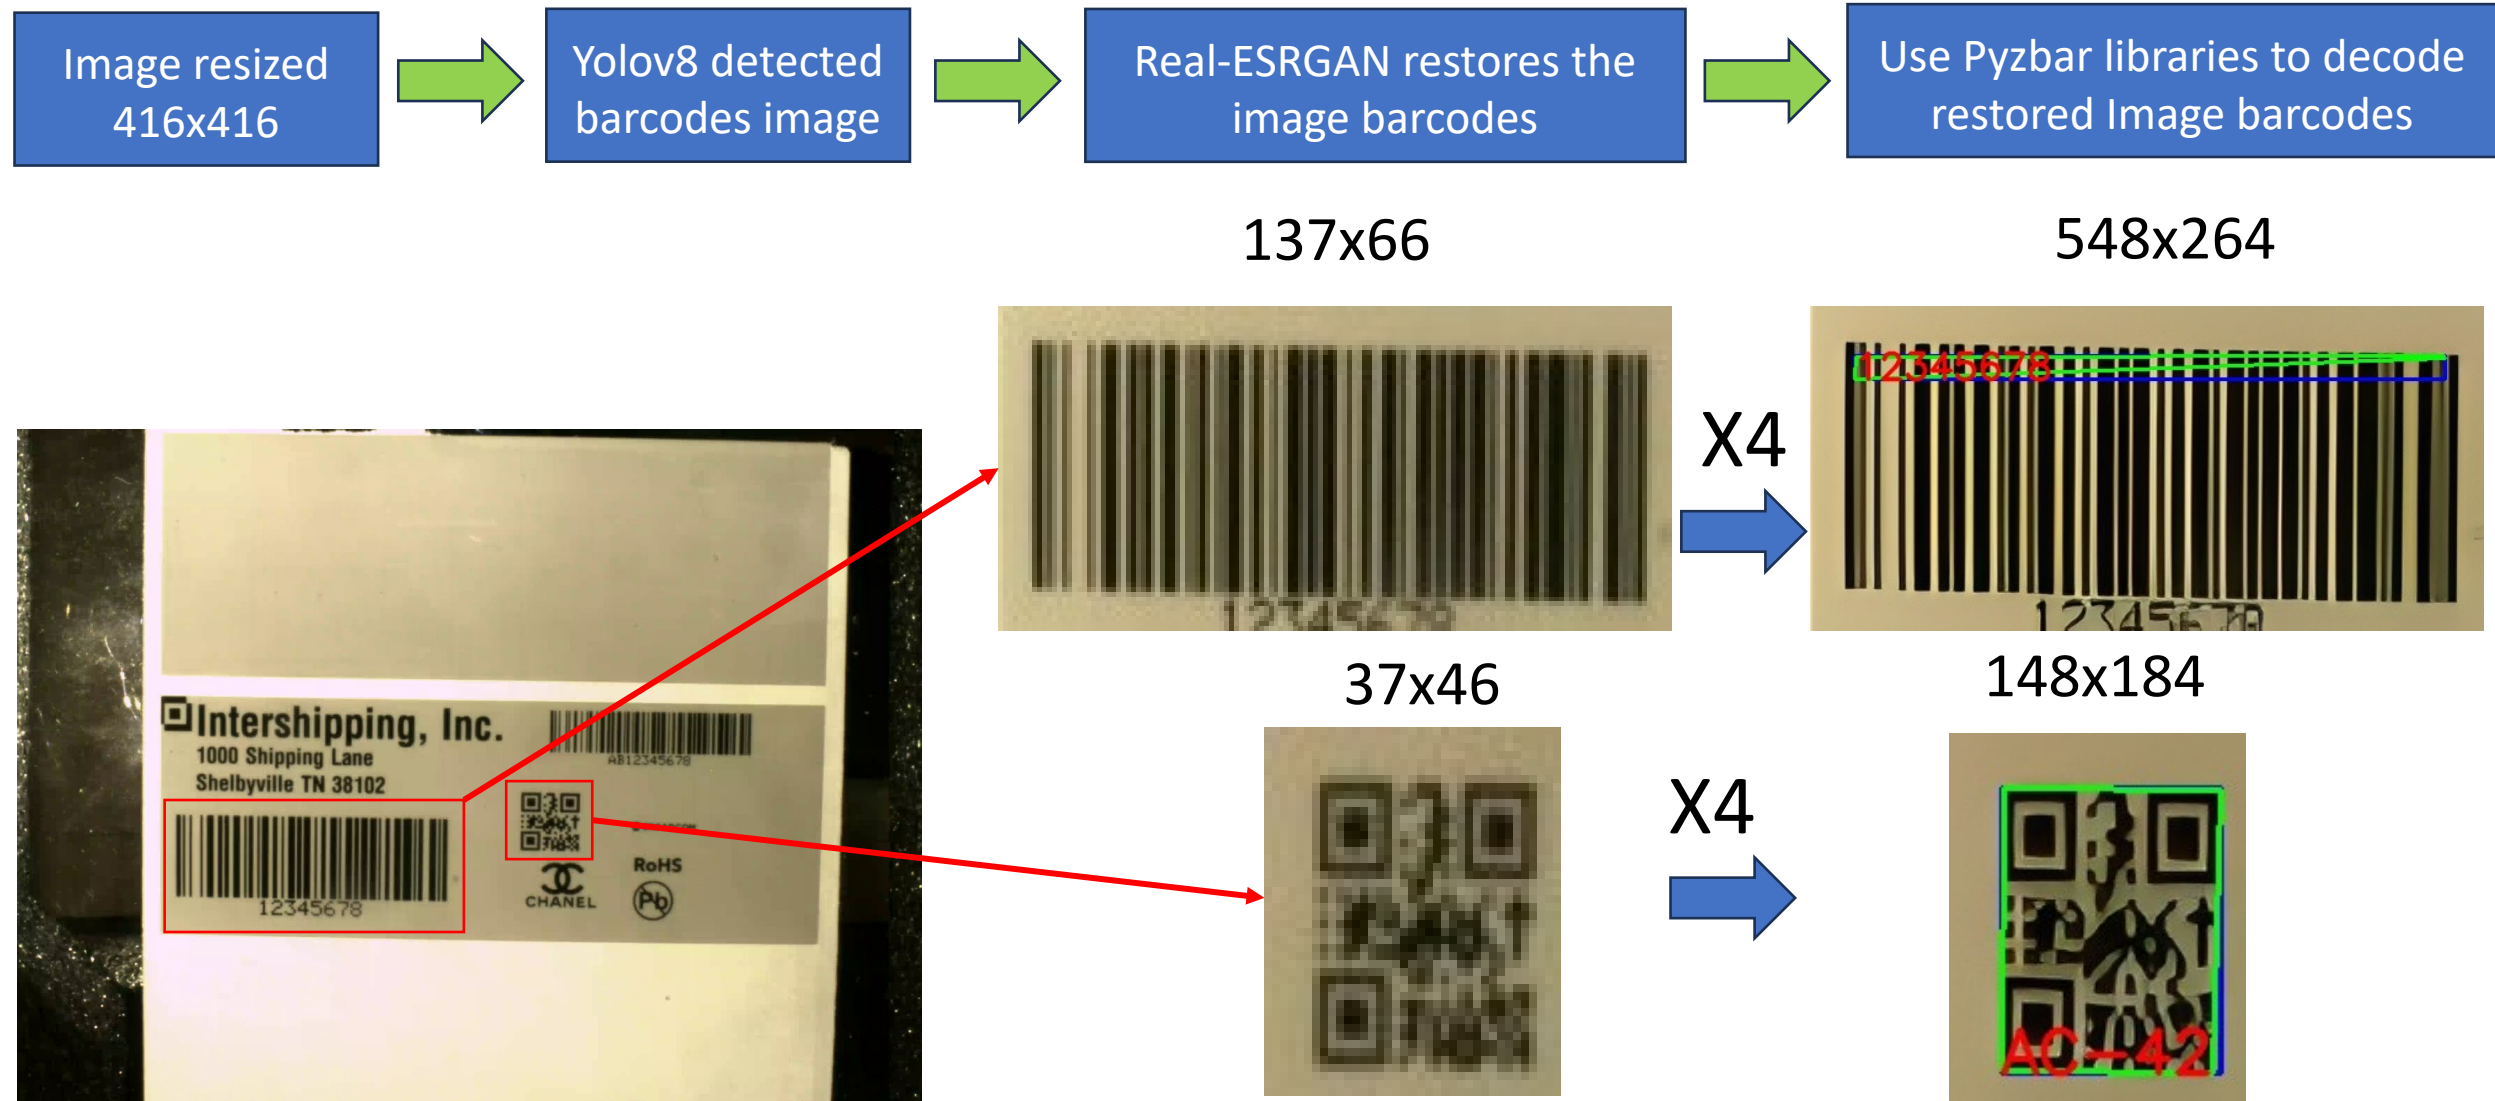 Image resized
416x416
Yolov8 detected
barcodes image
Real-ESRGAN restores the
image barcodes
Use Pyzbar libraries to decode
restored Image barcodes
137x66
548x264
12345678
12345678
X4
37x46
148x184
X4
AC-42
Intershipping, Inc.
1000 Shipping Lane
Shelbyville TN 38102
AB12345678
12345678
CHANEL
RoHS
Pb